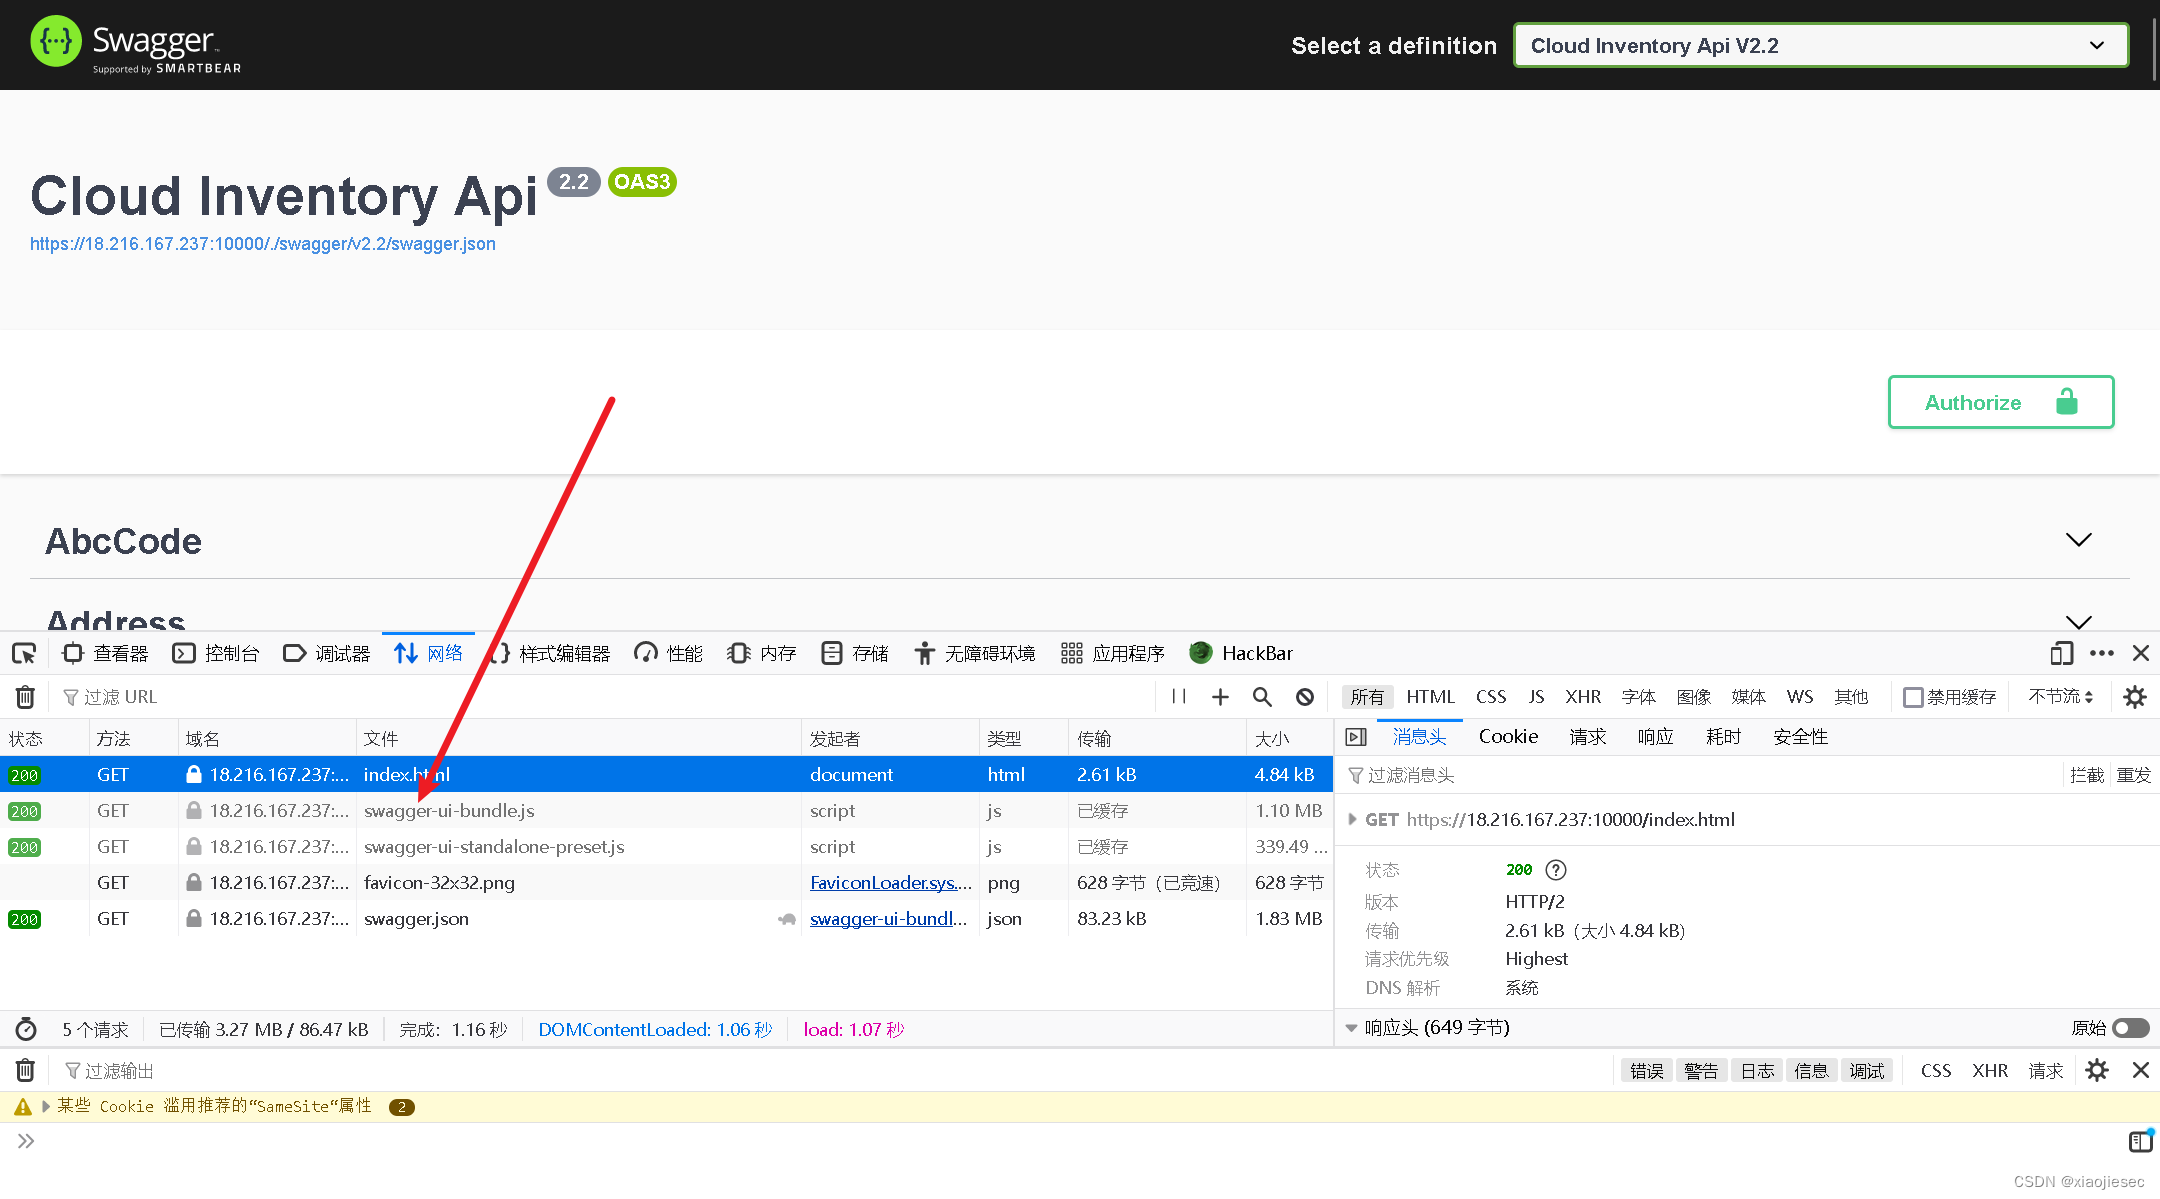 Swagger
Supported by SMARTBEAR
Select a definition
Cloud Inventory Api V2.2
Cloud Inventory Api 2.2 OAS3
https://18.216.167.237:10000/./swagger/v2.2/swagger.json
Authorize
AbcCode
Address
查看器 控制台 调试器 网络 样式编辑器 性能 内存 存储 无障碍环境 应用程序 HackBar
过滤 URL
所有 HTML CSS JS XHR 字体 图像 媒体 WS 其他 禁用缓存 不节流
状态 方法 域名 文件 发起者 类型 传输 大小
200 GET 18.216.167.237:... index.html document html 2.61 kB 4.84 kB
200 GET 18.216.167.237:... swagger-ui-bundle.js script js 已缓存 1.10 MB
200 GET 18.216.167.237:... swagger-ui-standalone-preset.js script js 已缓存 339.49 ...
GET 18.216.167.237:... favicon-32x32.png FaviconLoader.sys.... png 628 字节（已竞速） 628 字节
200 GET 18.216.167.237:... swagger.json swagger-ui-bundl... json 83.23 kB 1.83 MB
消息头 Cookie 请求 响应 耗时 安全性
过滤消息头 拦截 重发
GET https://18.216.167.237:10000/index.html
状态 200
版本 HTTP/2
传输 2.61 kB（大小 4.84 kB）
请求优先级 Highest
DNS 解析 系统
响应头 (649 字节) 原始
5 个请求 已传输 3.27 MB / 86.47 kB 完成：1.16 秒 DOMContentLoaded: 1.06 秒 load: 1.07 秒
过滤输出 错误 警告 日志 信息 调试 CSS XHR 请求
某些 Cookie 滥用推荐的“SameSite“属性 2
CSDN @xiaojiesec